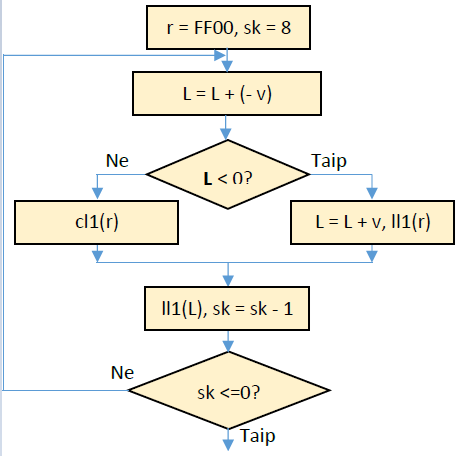 r = FF00, sk = 8
L = L + (- v)
L < 0?
Ne
Taip
cl1(r)
L = L + v, ll1(r)
ll1(L), sk = sk - 1
Ne
sk <=0?
Taip